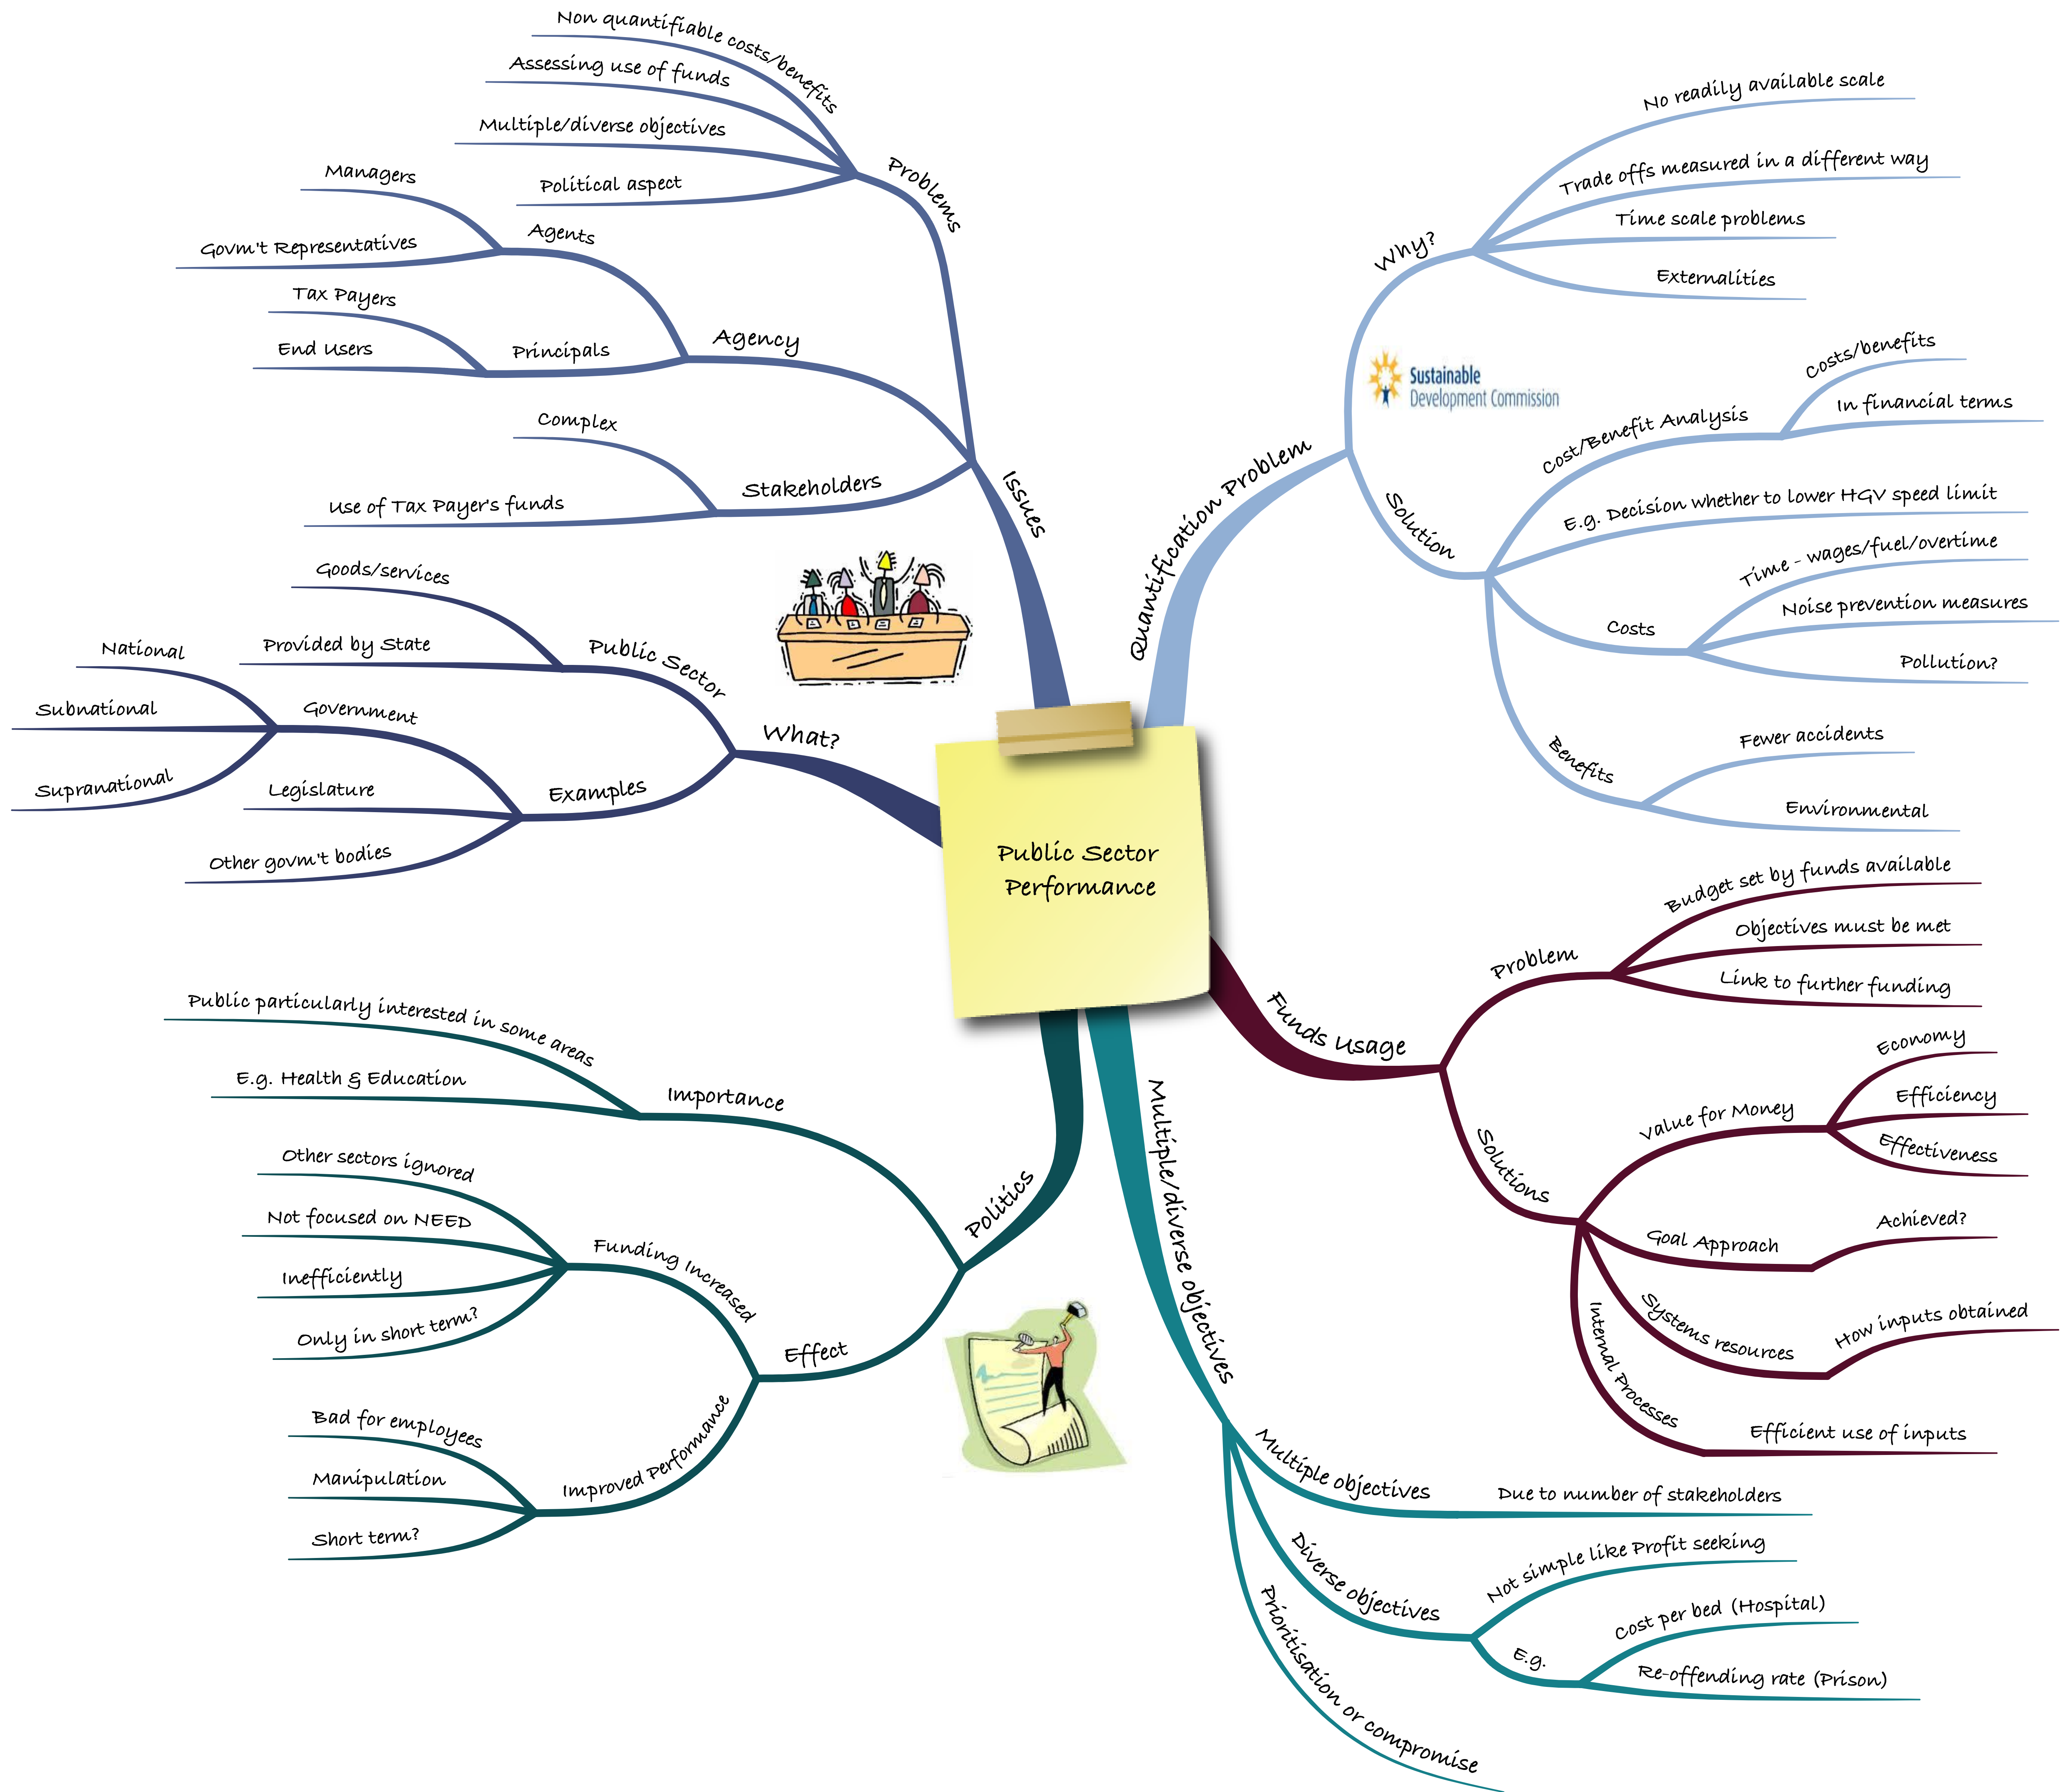 Public Sector
Performance
Quantification Problem
Why?
No readily available scale
Trade offs measured in a different way
Time scale problems
Externalities
Sustainable
Development Commission
Solution
Cost/Benefit Analysis
Costs/benefits
In financial terms
E.g. Decision whether to lower HGV speed limit
Costs
Time - wages/fuel/overtime
Noise prevention measures
Pollution?
Benefits
Fewer accidents
Environmental
Funds Usage
Problem
Budget set by funds available
Objectives must be met
Link to further funding
Solutions
Value for Money
Economy
Efficiency
Effectiveness
Goal Approach
Achieved?
Systems resources
How inputs obtained
Internal Processes
Efficient use of inputs
Multiple/diverse objectives
Multiple objectives
Due to number of stakeholders
Diverse objectives
Not simple like Profit seeking
E.g.
Cost per bed (Hospital)
Re-offending rate (Prison)
Prioritisation or compromise
Politics
Importance
Public particularly interested in some areas
E.g. Health & Education
Effect
Funding Increased
Other sectors ignored
Not focused on NEED
Inefficiently
Only in short term?
Improved Performance
Bad for employees
Manipulation
Short term?
What?
Public Sector
Goods/services
Provided by State
Examples
Government
National
Subnational
Supranational
Legislature
Other govm't bodies
Issues
Problems
Non quantifiable costs/benefits
Assessing use of funds
Multiple/diverse objectives
Political aspect
Agency
Agents
Managers
Govm't Representatives
Principals
Tax Payers
End Users
Stakeholders
Complex
Use of Tax Payer's funds